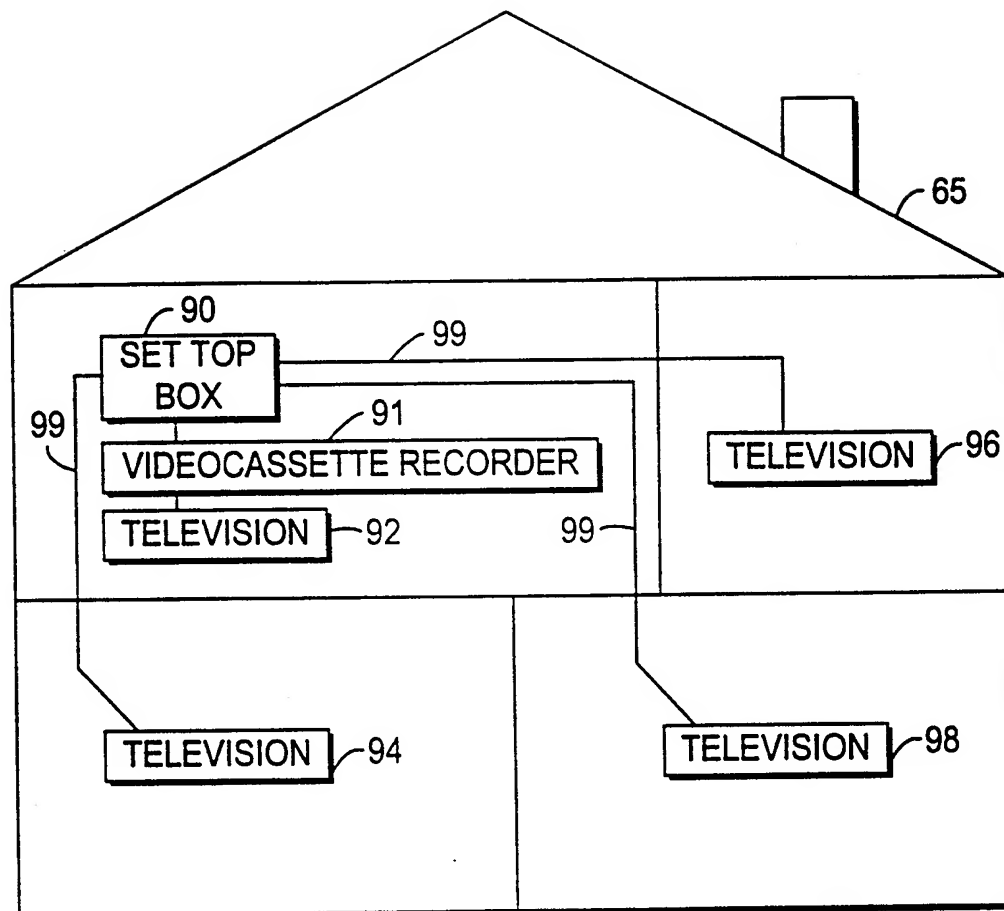 65
90
SET TOP
BOX
99
99
91
VIDEOCASSETTE RECORDER
TELEVISION
96
TELEVISION
92
99
TELEVISION
94
TELEVISION
98